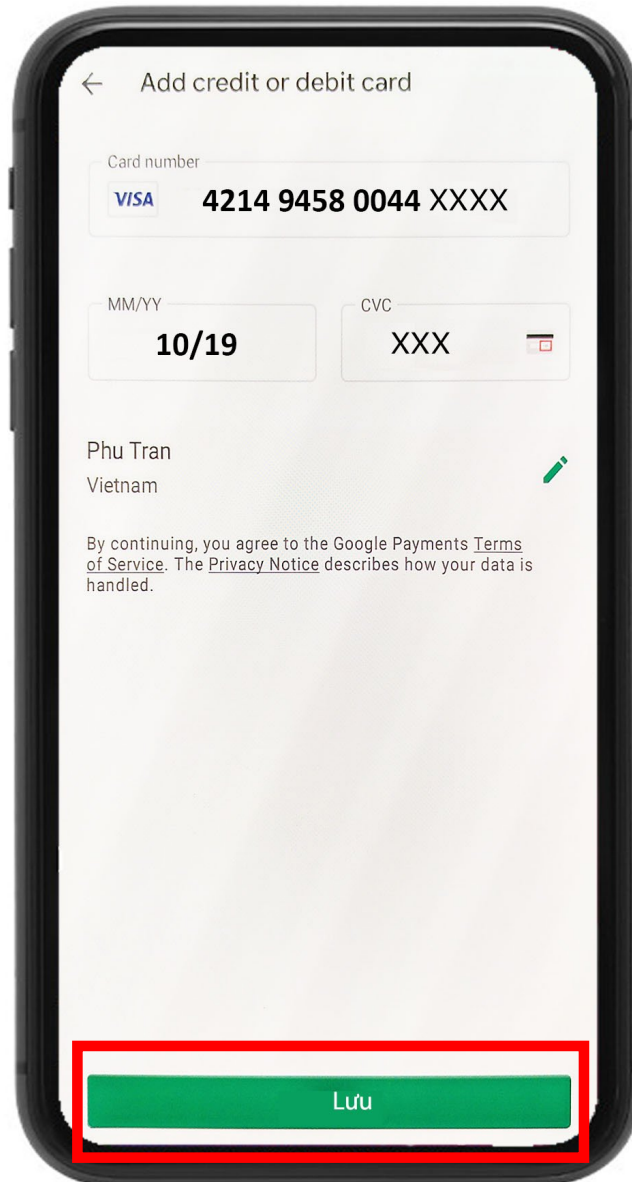 Add credit or debit card
Card number
VISA 4214 9458 0044 XXXX
MM/YY
CVC
10/19
XXX
Phu Tran
Vietnam
By continuing, you agree to the Google Payments Terms
of Service. The Privacy Notice describes how your data is
handled.
Lưu